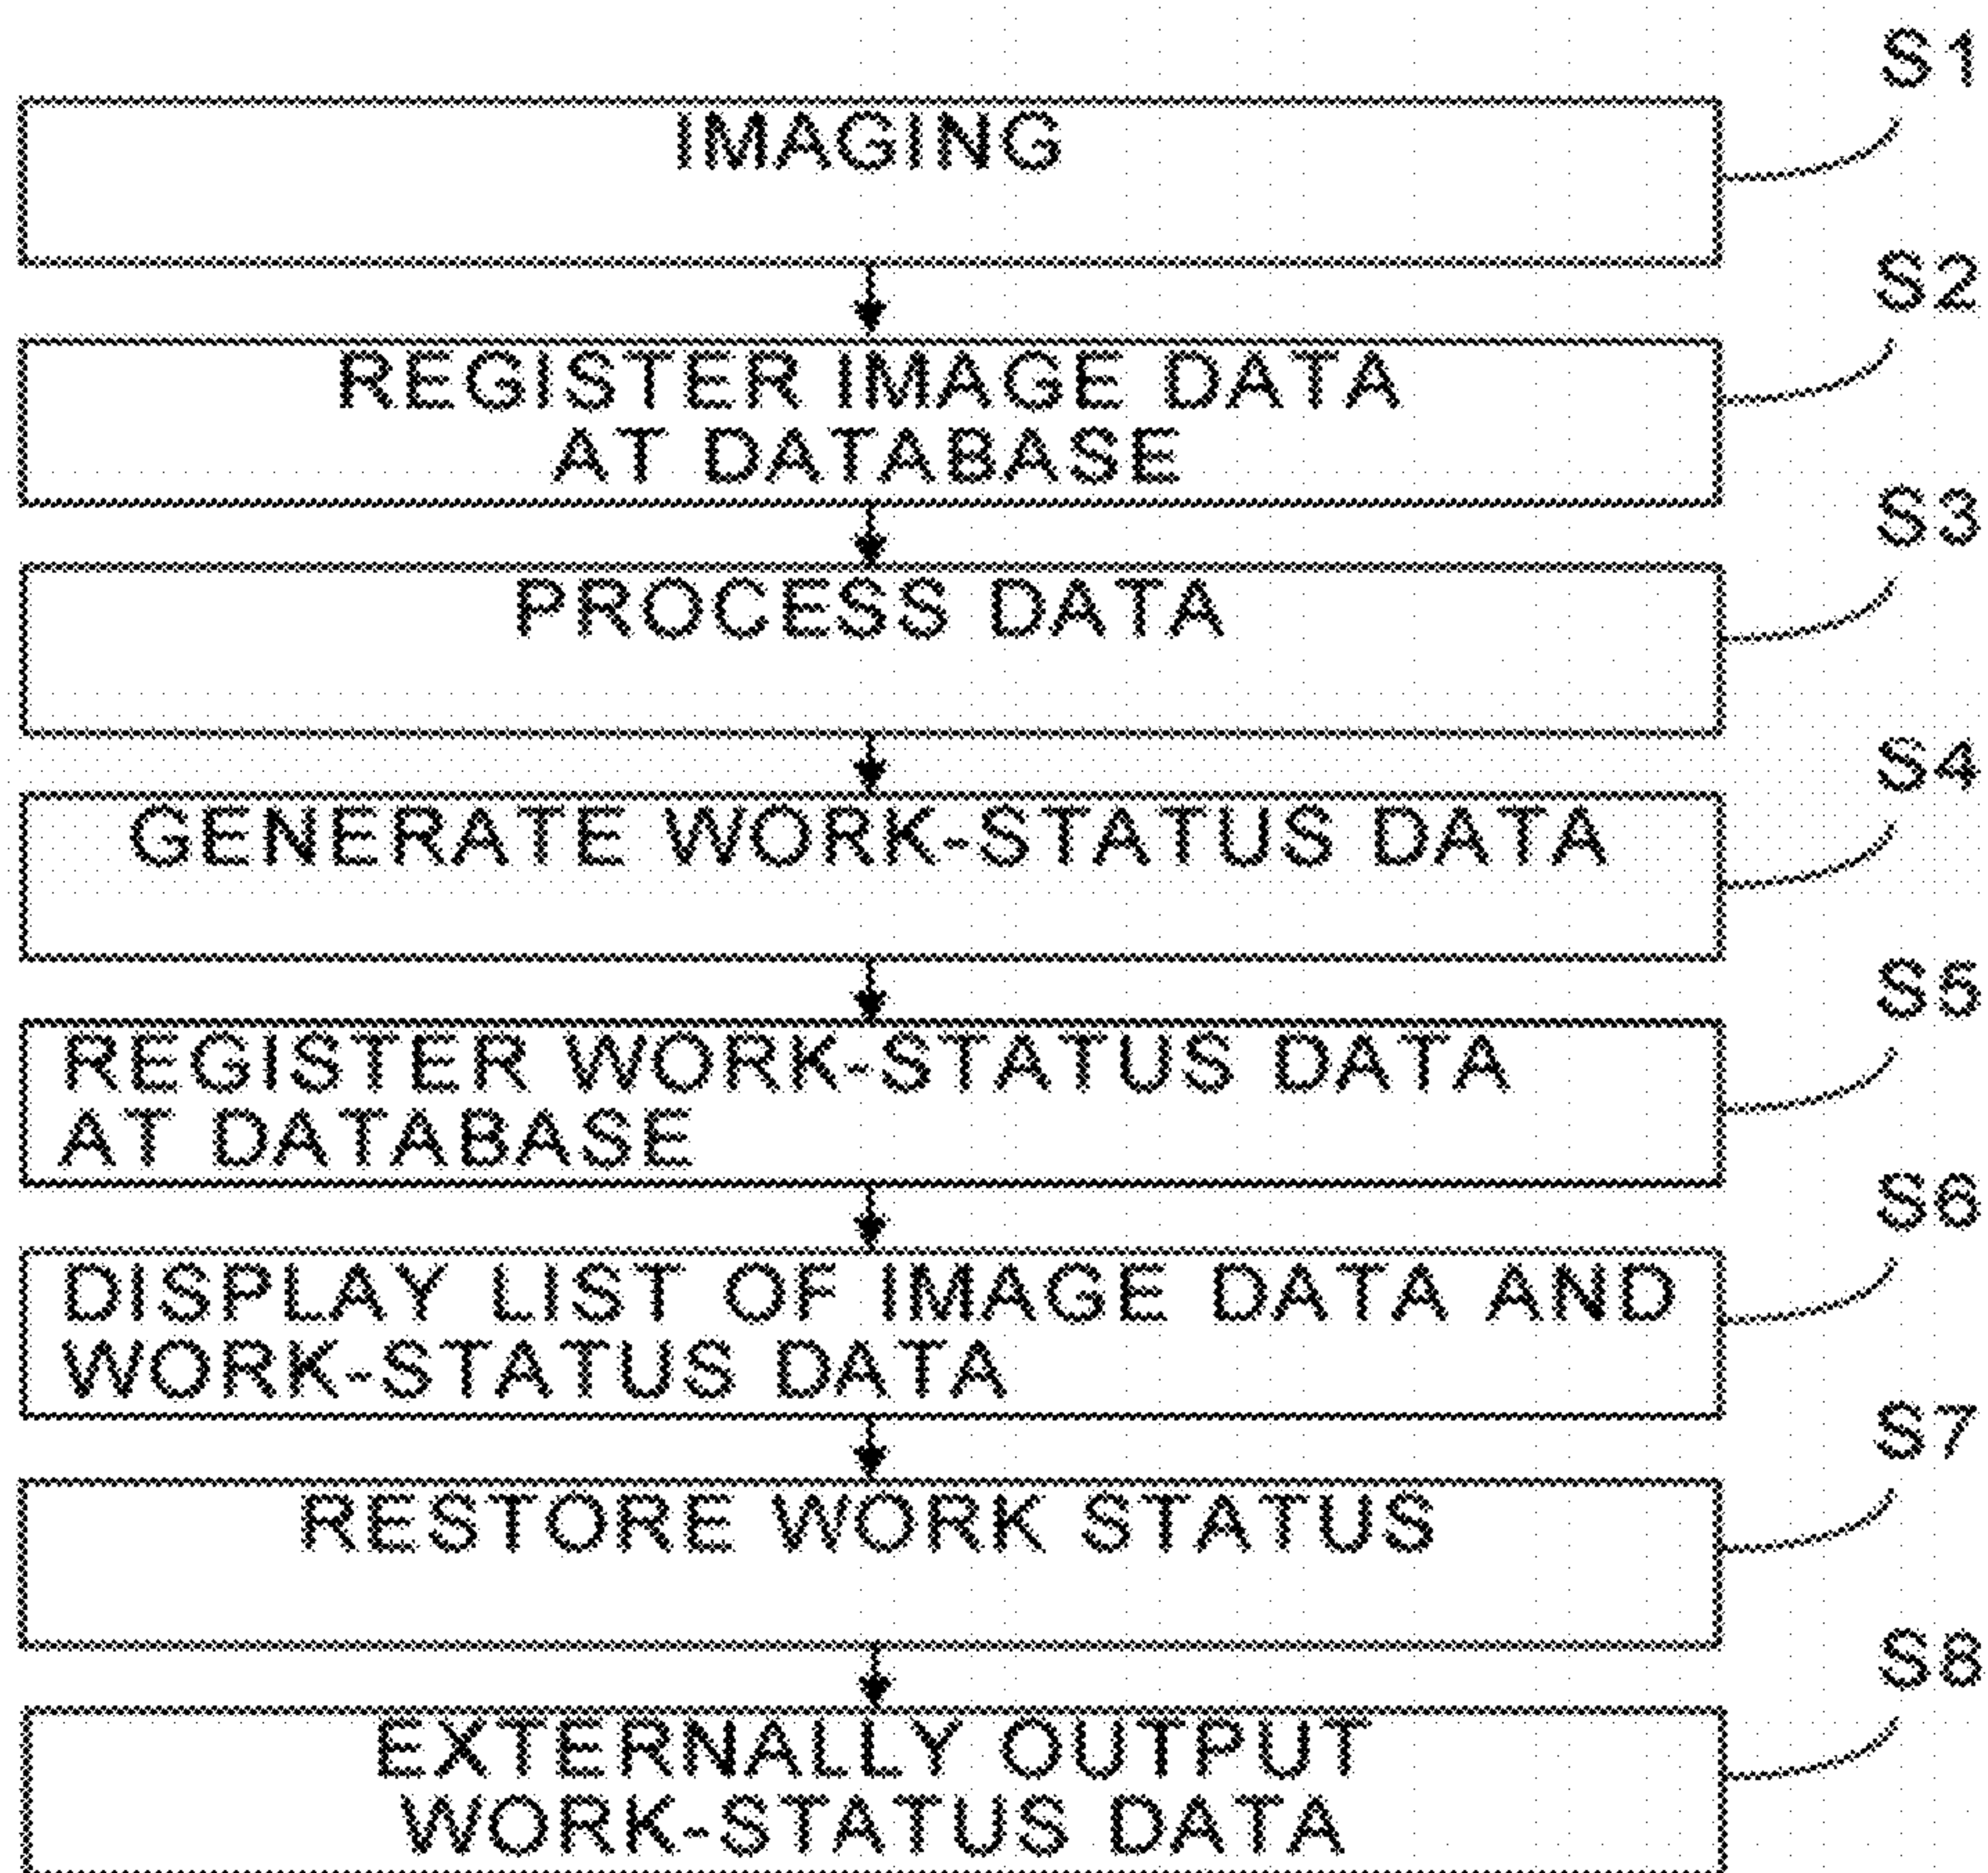 S1
IMAGING
S2
REGISTER IMAGE DATA
AT DATABASE
S3
PROCESS DATA
S4
GENERATE WORK-STATUS DATA
S5
REGISTER WORK-STATUS DATA
AT DATABASE
S6
DISPLAY LIST OF IMAGE DATA AND
WORK-STATUS DATA
S7
RESTORE WORK STATUS
S8
EXTERNALLY OUTPUT
WORK-STATUS DATA